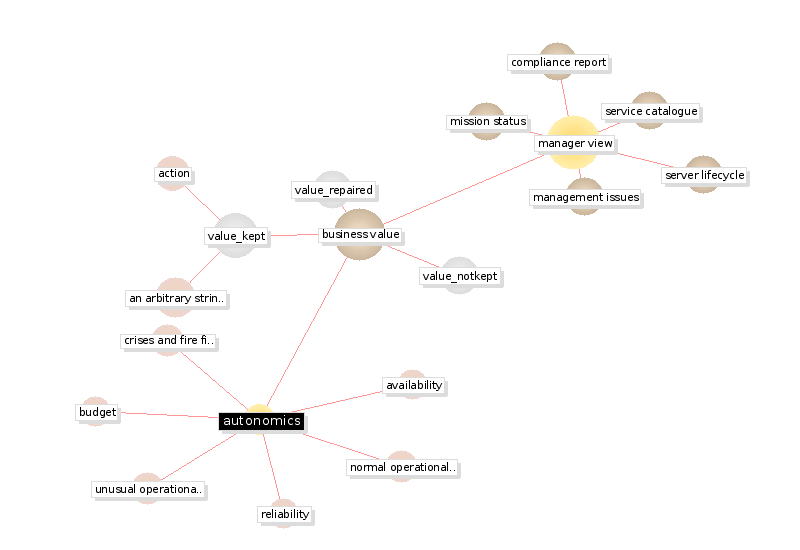 compliance report
service catalogue
mission status
manager view
action
server lifecycle
value_repaired
management issues
value_kept
business value
value_notkept
an arbitrary strin..
crises and fire fi..
availability
budget
autonomics
normal operational..
unusual operationa..
reliability